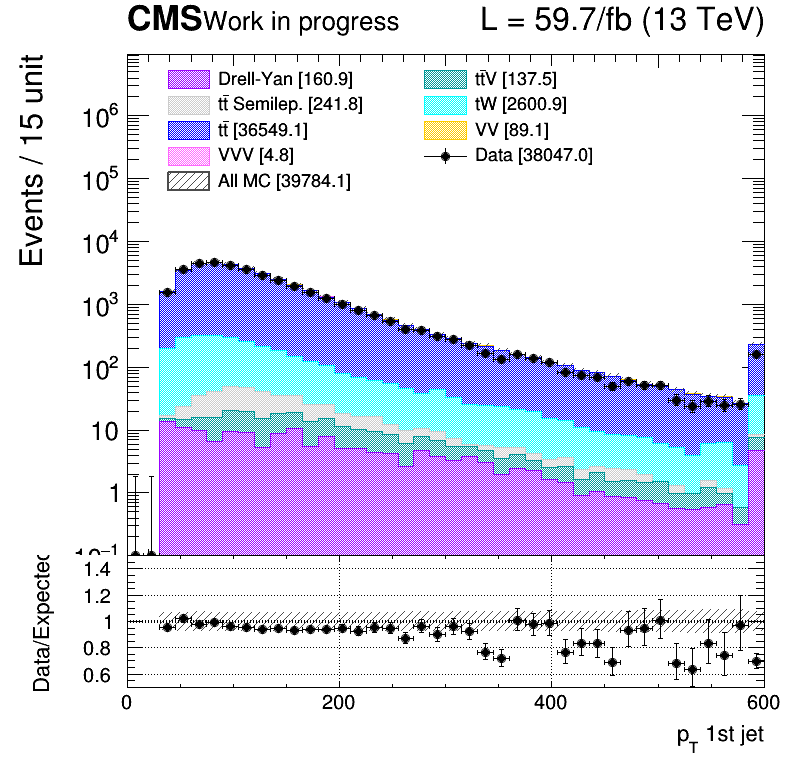 CMS Work in progress L = 59.7/fb (13 TeV)
Events / 15 unit
Drell-Yan [160.9] tt̄V [137.5]
tt̄ Semilep. [241.8] tW [2600.9]
tt̄ [36549.1] VV [89.1]
VVV [4.8] Data [38047.0]
All MC [39784.1]
10⁶
10⁵
10⁴
10³
10²
10
1
10⁻¹
Data/Expected
1.4
1.2
1
0.8
0.6
0 200 400 600
p_T 1st jet